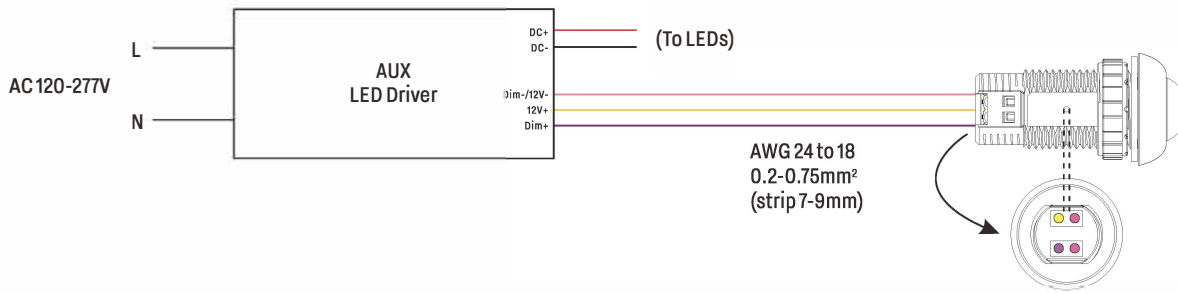 DC+
(To LEDs)
DC-
L
AC 120-277V
AUX
LED Driver
Dim-/12V-
12V+
N
Dim+
AWG 24 to 18
0.2-0.75mm²
(strip 7-9mm)